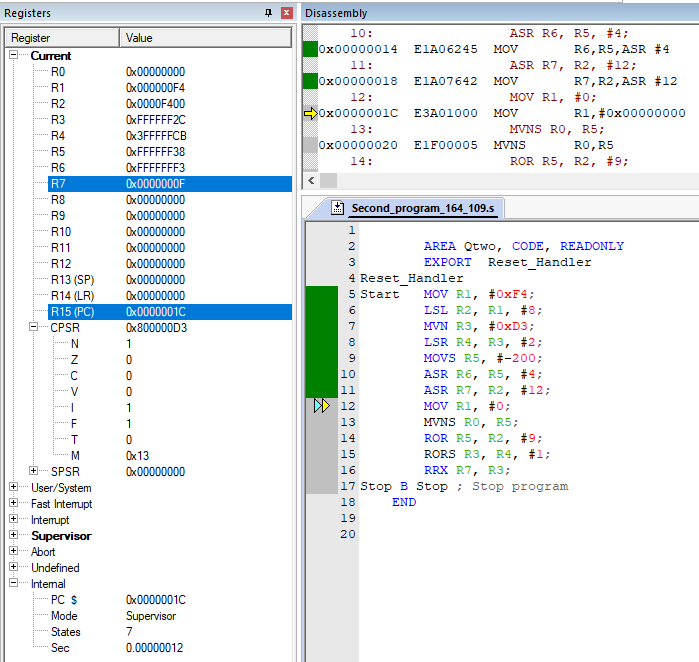 Registers
Register Value
Current
R0 0x00000000
R1 0x000000F4
R2 0x0000F400
R3 0xFFFFFF2C
R4 0x3FFFFFCB
R5 0xFFFFFF38
R6 0xFFFFFFF3
R7 0x0000000F
R8 0x00000000
R9 0x00000000
R10 0x00000000
R11 0x00000000
R12 0x00000000
R13 (SP) 0x00000000
R14 (LR) 0x00000000
R15 (PC) 0x0000001C
CPSR 0x800000D3
N 1
Z 0
C 0
V 0
I 1
F 1
T 0
M 0x13
SPSR 0x00000000
User/System
Fast Interrupt
Interrupt
Supervisor
Abort
Undefined
Internal
PC $ 0x0000001C
Mode Supervisor
States 7
Sec 0.00000012
Disassembly
10: ASR R6, R5, #4;
0x00000014 E1A06245 MOV R6,R5,ASR #4
11: ASR R7, R2, #12;
0x00000018 E1A07642 MOV R7,R2,ASR #12
12: MOV R1, #0;
0x0000001C E3A01000 MOV R1,#0x00000000
13: MVNS R0, R5;
0x00000020 E1F00005 MVNS R0,R5
14: ROR R5, R2, #9;
Second_program_164_109.s
1
2 AREA Qtwo, CODE, READONLY
3 EXPORT Reset_Handler
4 Reset_Handler
5 Start MOV R1, #0xF4;
6 LSL R2, R1, #8;
7 MVN R3, #0xD3;
8 LSR R4, R3, #2;
9 MOVS R5, #-200;
10 ASR R6, R5, #4;
11 ASR R7, R2, #12;
12 MOV R1, #0;
13 MVNS R0, R5;
14 ROR R5, R2, #9;
15 RORS R3, R4, #1;
16 RRX R7, R3;
17 Stop B Stop ; Stop program
18 END
19
20